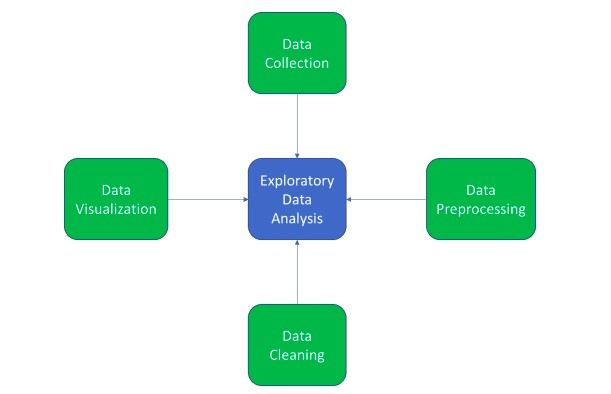 Data
Collection
Data
Visualization
Exploratory
Data
Analysis
Data
Preprocessing
Data
Cleaning